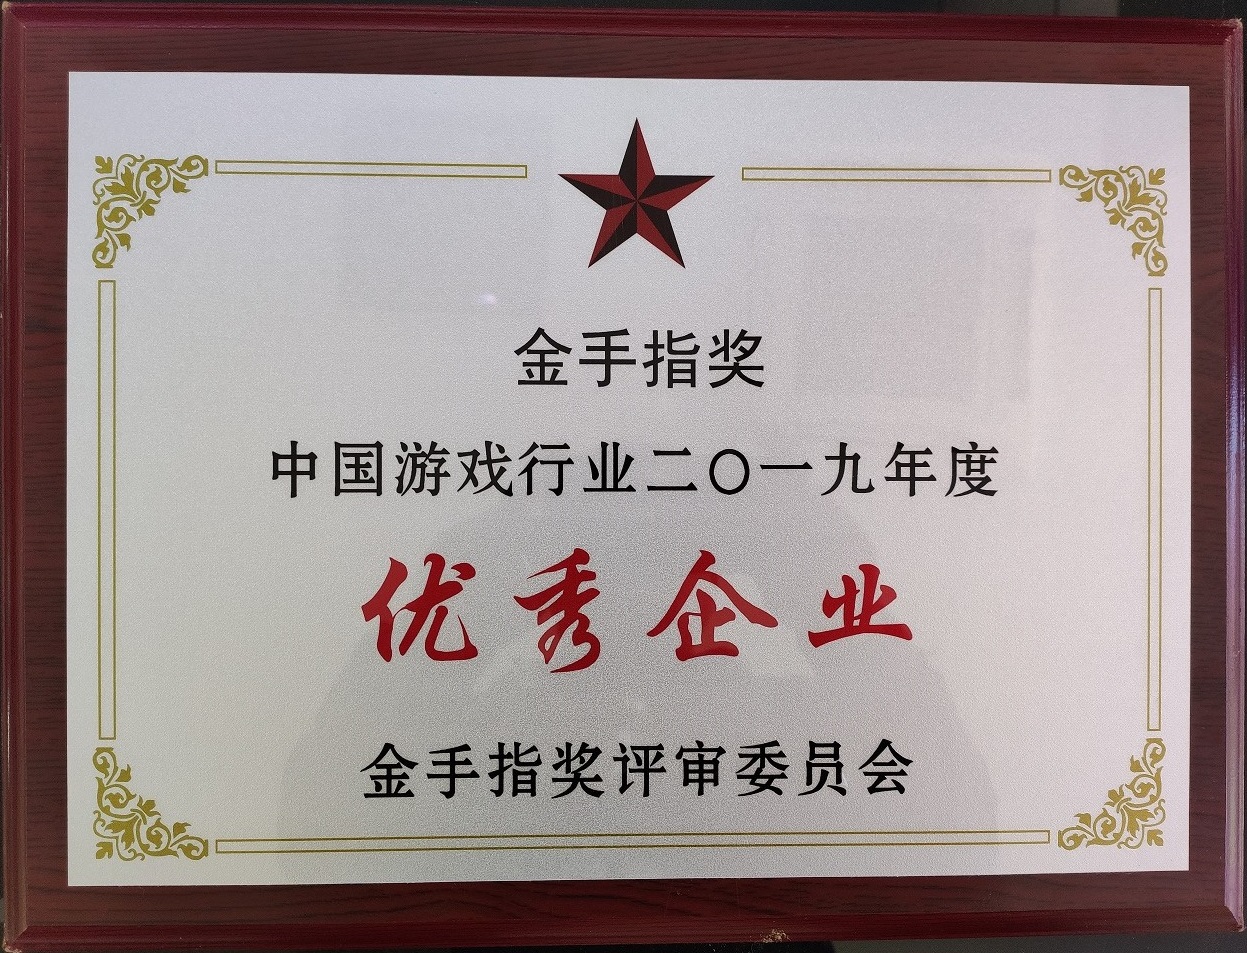 金手指奖
中国游戏行业二〇一九年度
优秀企业
金手指奖评审委员会